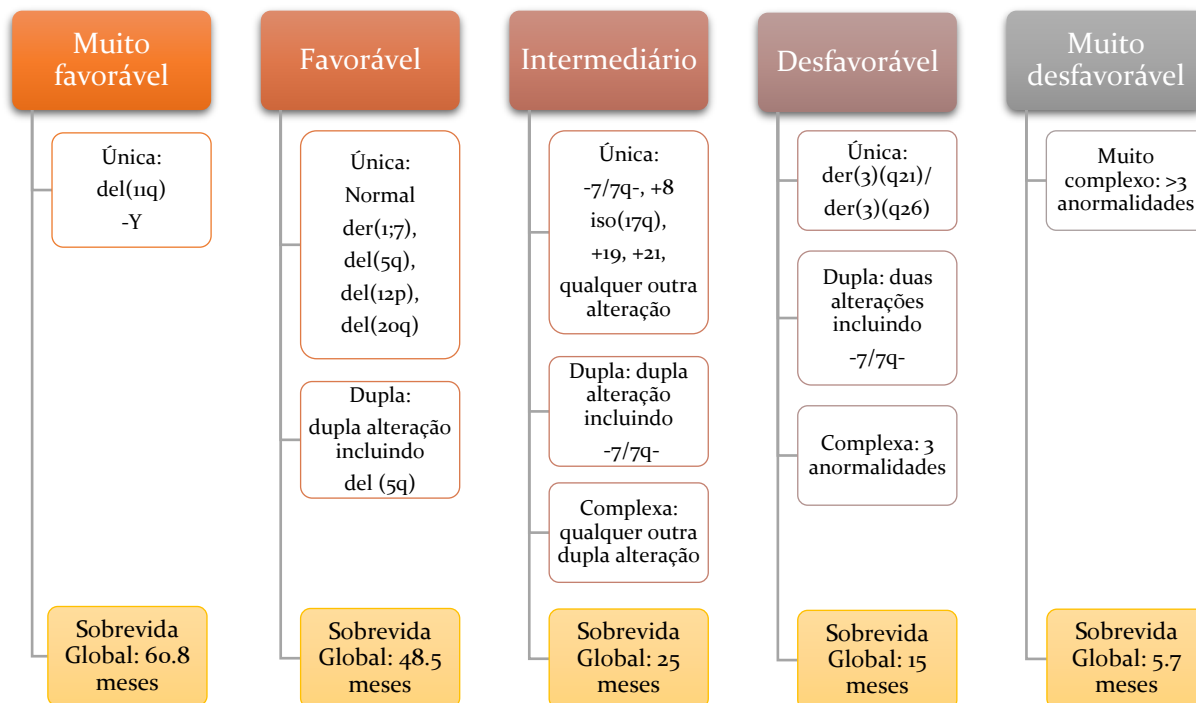 Muito
favorável
Única:
del(11q)
-Y
Sobrevida
Global: 60.8
meses
Favorável
Única:
Normal
der(1;7),
del(5q),
del(12p),
del(20q)
Dupla:
dupla alteração
incluindo
del (5q)
Sobrevida
Global: 48.5
meses
Intermediário
Única:
-7/7q-, +8
iso(17q),
+19, +21,
qualquer outra
alteração
Dupla: dupla
alteração
incluindo
-7/7q-
Complexa:
qualquer outra
dupla alteração
Sobrevida
Global: 25
meses
Desfavorável
Única:
der(3)(q21)/
der(3)(q26)
Dupla: duas
alterações
incluindo
-7/7q-
Complexa: 3
anormalidades
Sobrevida
Global: 15
meses
Muito
desfavorável
Muito
complexo: >3
anormalidades
Sobrevida
Global: 5.7
meses